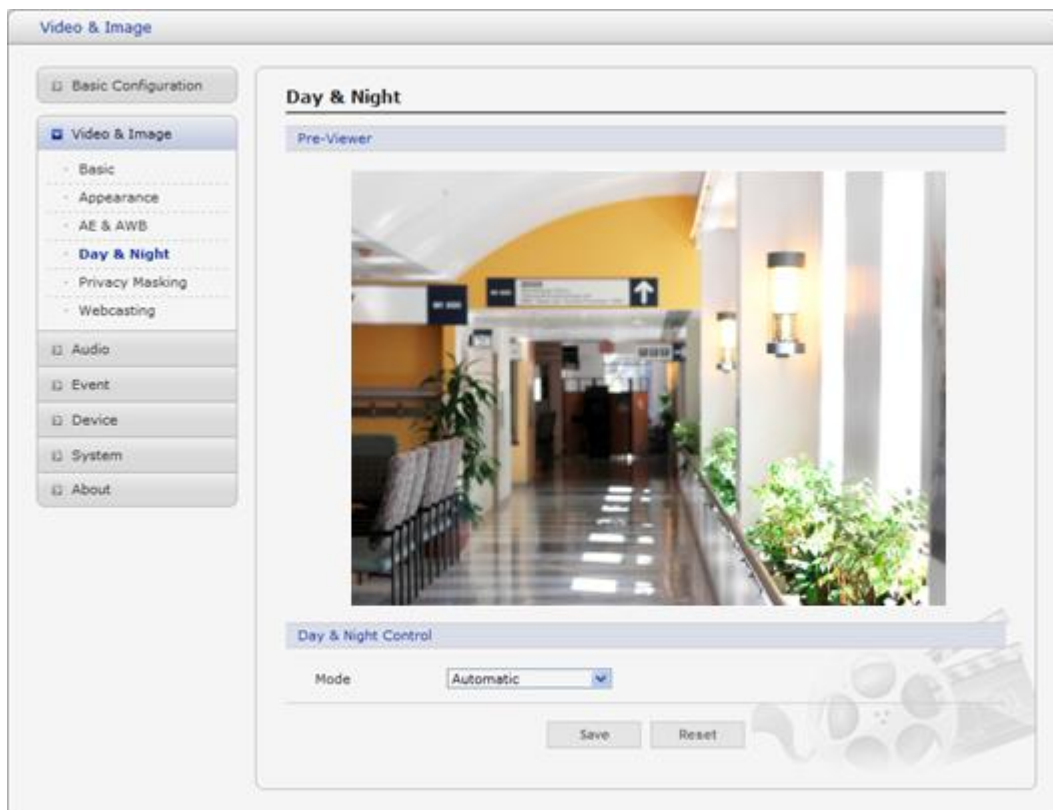 Video & Image
Basic Configuration
Video & Image
Basic
Appearance
AE & AWB
Day & Night
Privacy Masking
Webcasting
Audio
Event
Device
System
About
Day & Night
Pre-Viewer
Day & Night Control
Mode
Automatic
Save
Reset